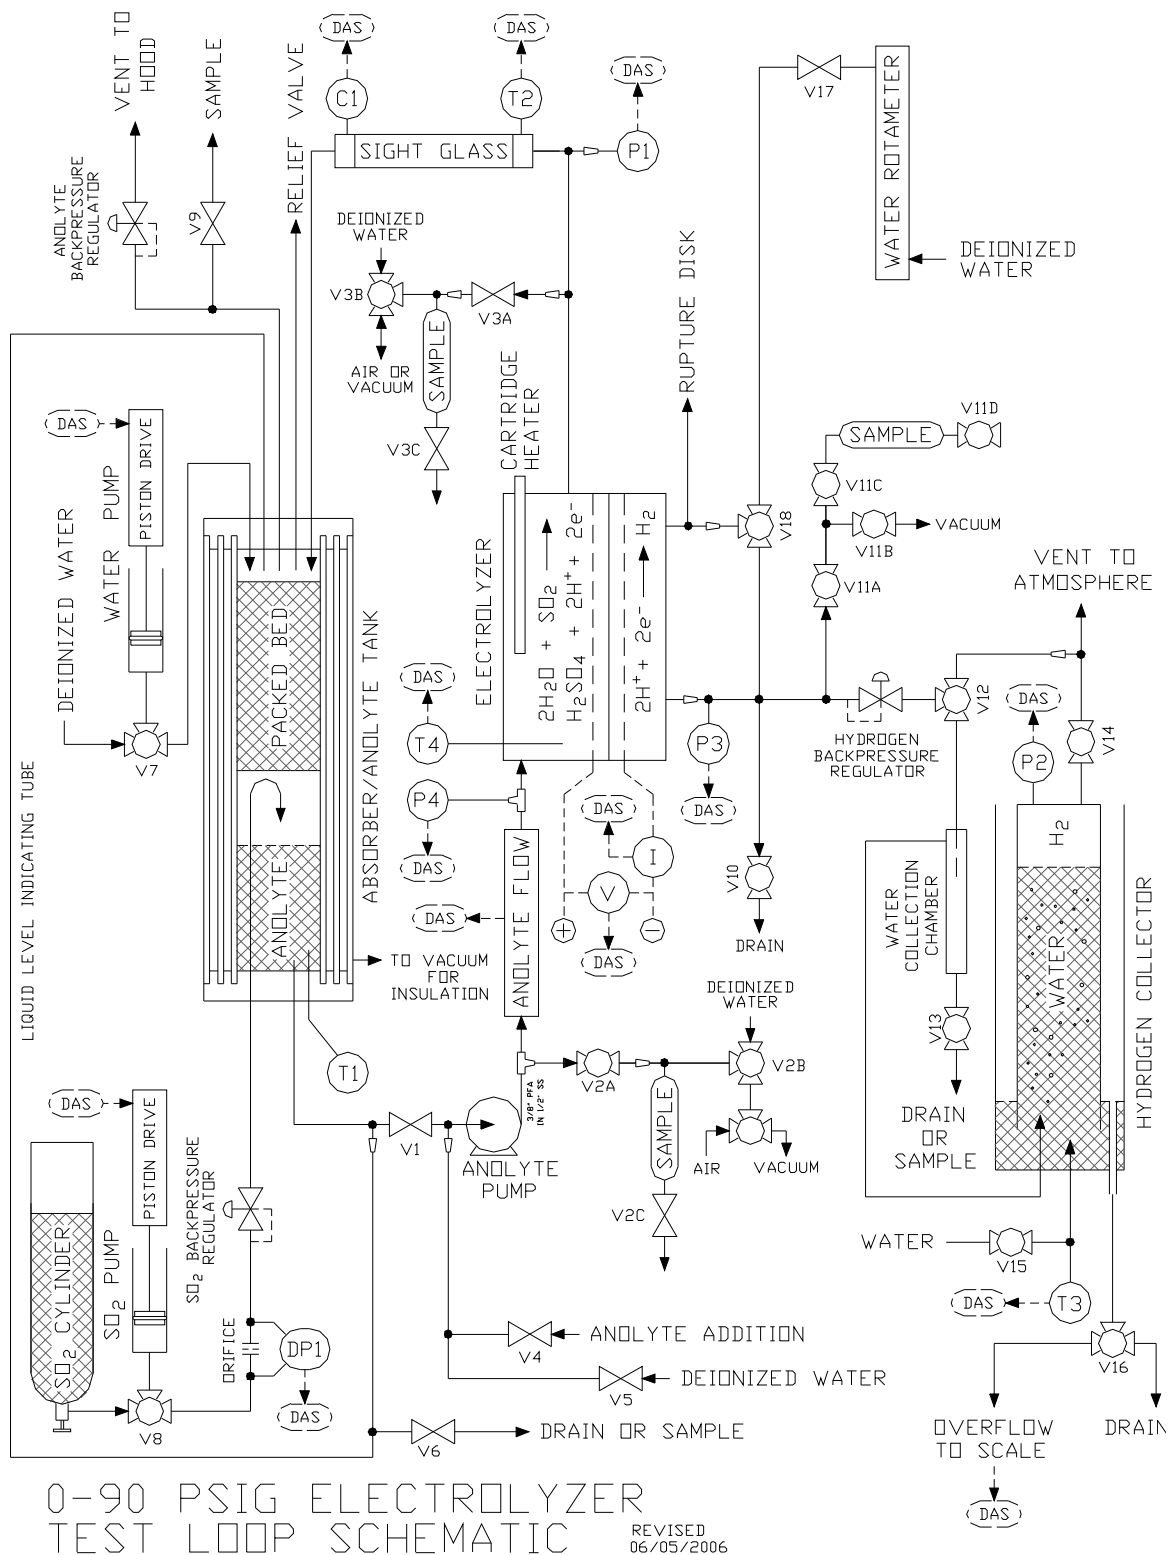 DAS
DAS
DAS
VENT TO
HOOD
SAMPLE
RELIEF VALVE
C1
T2
P1
SIGHT GLASS
V17
WATER ROTAMETER
DEIONIZED
WATER
ANOLYTE
BACKPRESSURE
REGULATOR
V9
DEIONIZED
WATER
V3B
V3A
AIR OR
VACUUM
SAMPLE
V3C
CARTRIDGE
HEATER
RUPTURE DISK
DAS
PISTON DRIVE
WATER PUMP
DEIONIZED WATER
V7
V11D
SAMPLE
V11C
V11B
VACUUM
V11A
V18
ELECTROLYZER
2H2O + SO2
H2SO4 + 2H+ + 2e-
2H+ + 2e-
H2
VENT TO
ATMOSPHERE
PACKED BED
ABSORBER/ANOLYTE TANK
DAS
T4
P4
DAS
P3
DAS
HYDROGEN
BACKPRESSURE
REGULATOR
V12
DAS
P2
V14
LIQUID LEVEL INDICATING TUBE
ANOLYTE
ANOLYTE FLOW
DAS
DAS
I
V
+
-
DAS
V10
DRAIN
WATER
COLLECTION
CHAMBER
H2
WATER
HYDROGEN COLLECTOR
TO VACUUM
FOR
INSULATION
DEIONIZED
WATER
V13
T1
V2A
V2B
3/8" PFA
IN 1/2" SS
DAS
PISTON DRIVE
SO2 PUMP
SO2 CYLINDER
SO2 BACKPRESSURE
REGULATOR
V1
ANOLYTE
PUMP
SAMPLE
AIR
VACUUM
DRAIN
OR
SAMPLE
V2C
WATER
V15
DAS
T3
ORIFICE
DP1
DAS
V8
V4
ANOLYTE ADDITION
V5
DEIONIZED WATER
V6
DRAIN OR SAMPLE
V16
OVERFLOW
TO SCALE
DRAIN
DAS
0-90 PSIG ELECTROLYZER
TEST LOOP SCHEMATIC
REVISED
06/05/2006